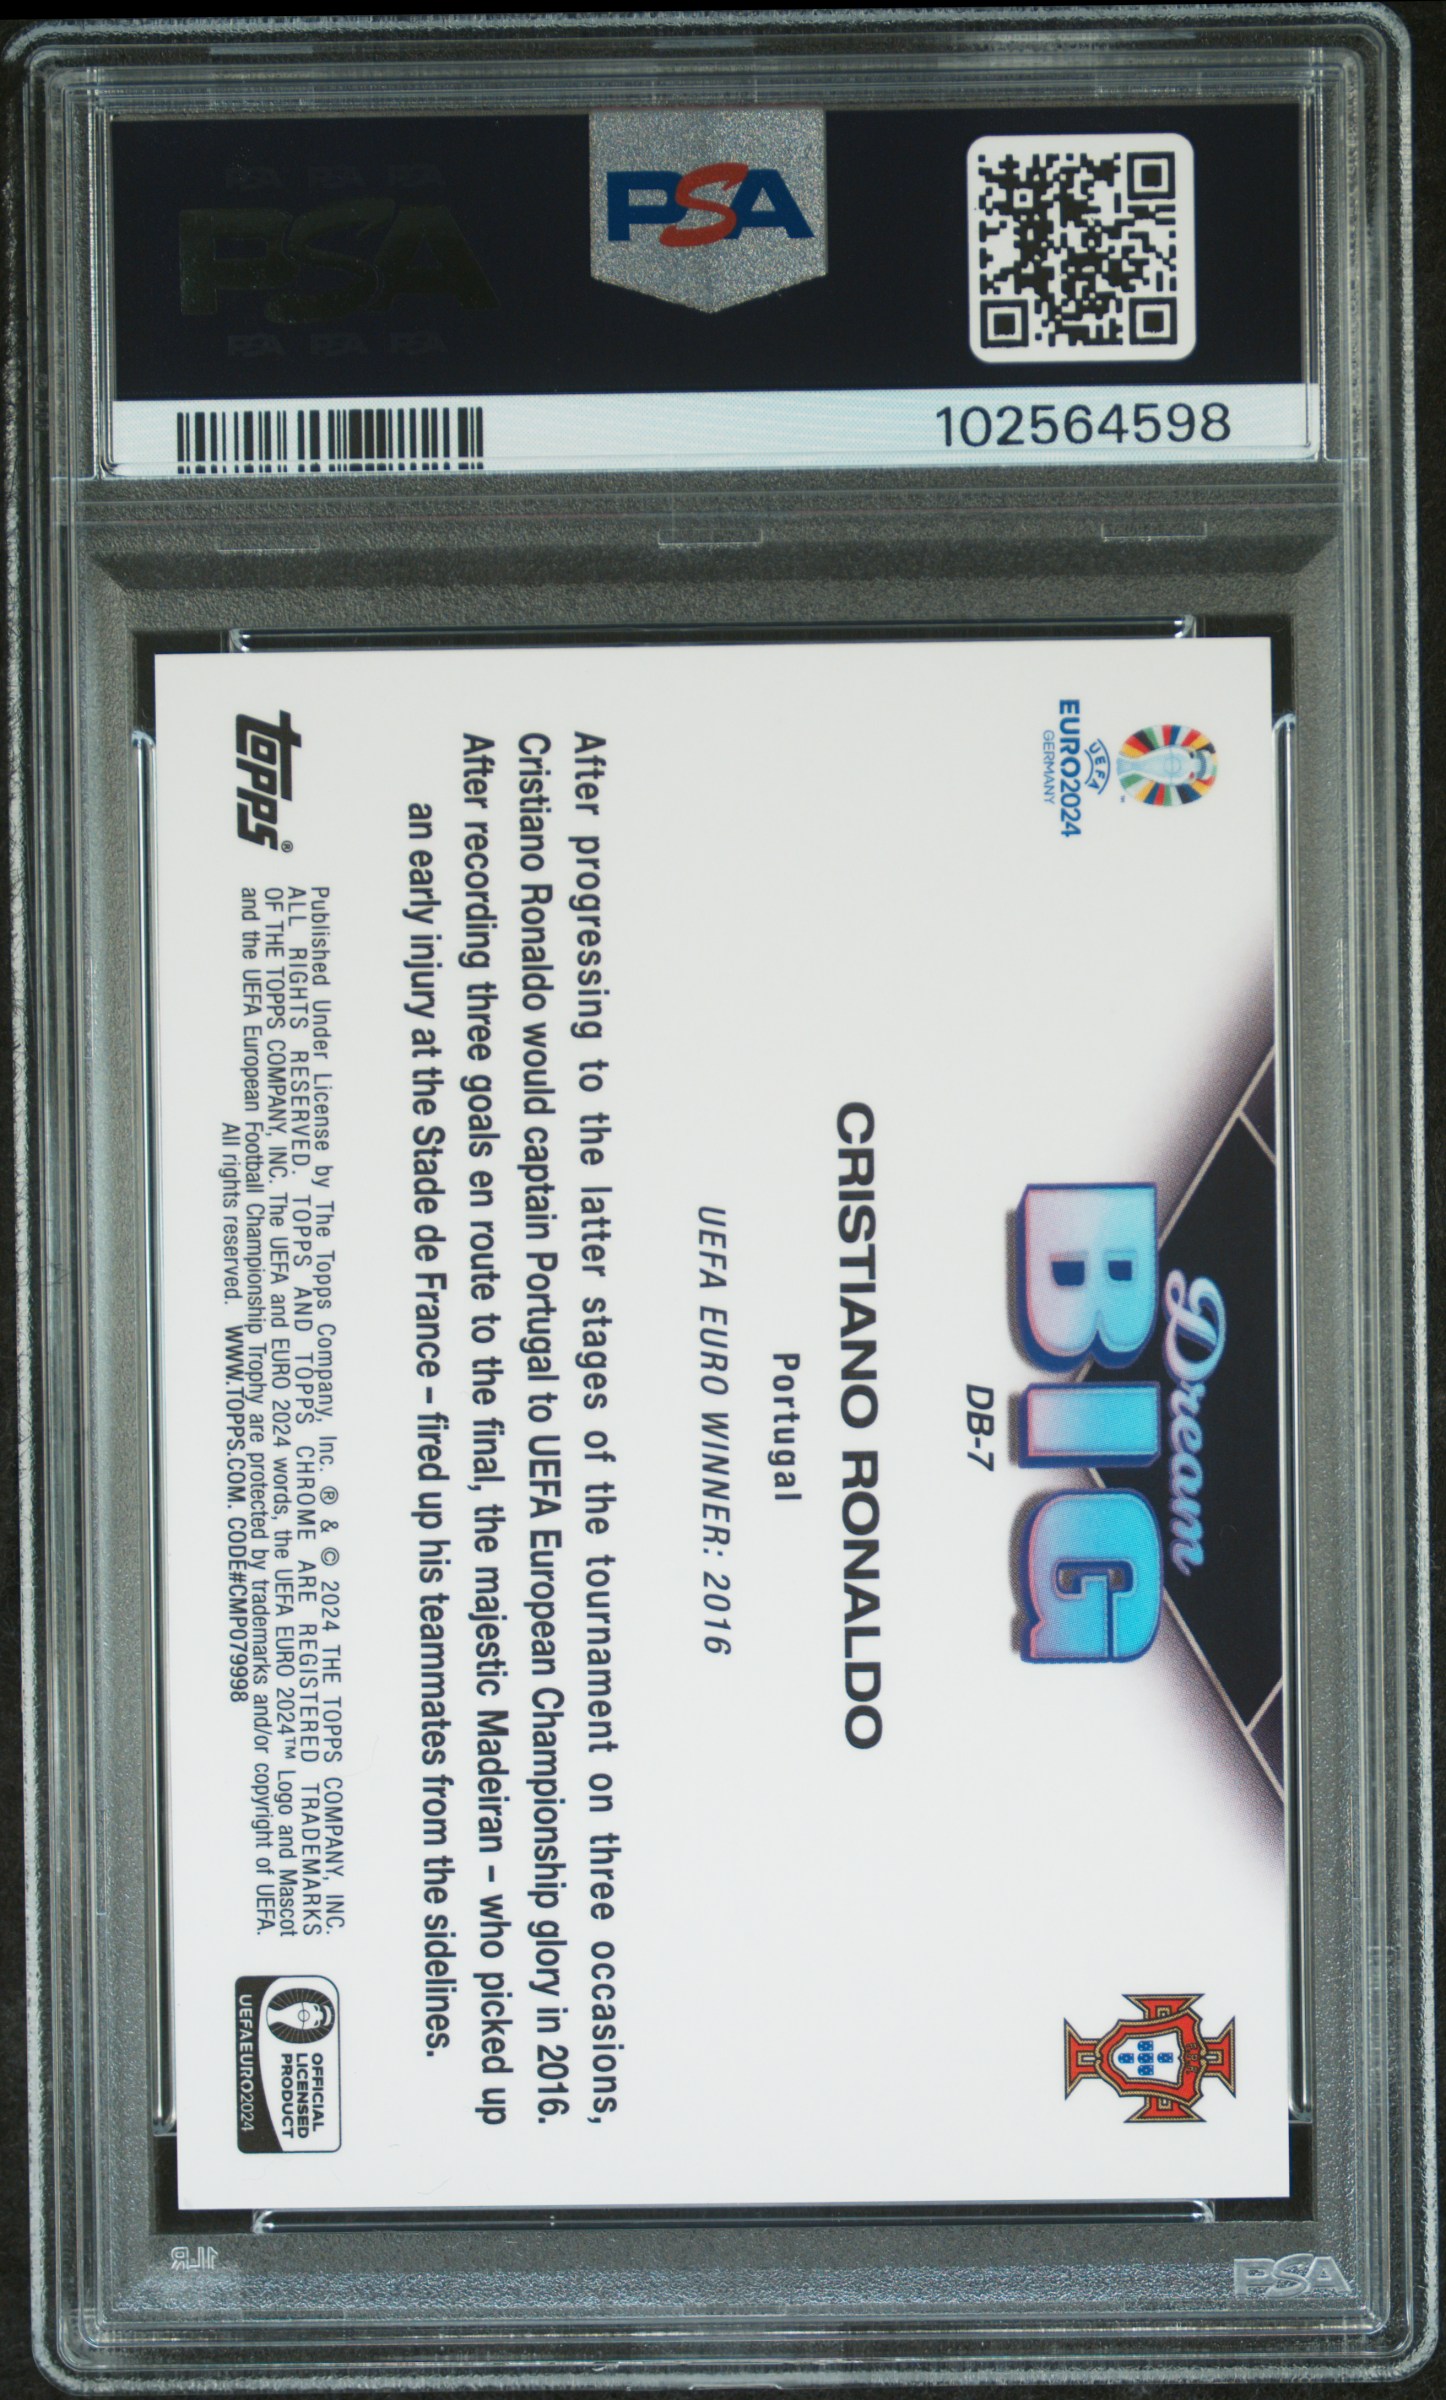 PSA
PSA
102564598
UEFA
EURO2024
GERMANY
Dream
BIG
DB-7
CRISTIANO RONALDO
Portugal
UEFA EURO WINNER: 2016
After progressing to the latter stages of the tournament on three occasions,
Cristiano Ronaldo would captain Portugal to UEFA European Championship glory in 2016.
After recording three goals en route to the final, the majestic Madeiran – who picked up
an early injury at the Stade de France – fired up his teammates from the sidelines.
topps®
Published Under License by The Topps Company, Inc. ® & © 2024 THE TOPPS COMPANY, INC.
ALL RIGHTS RESERVED. TOPPS AND TOPPS CHROME ARE REGISTERED TRADEMARKS
OF THE TOPPS COMPANY, INC. The UEFA and EURO 2024 words, the UEFA EURO 2024™ Logo and Mascot
and the UEFA European Football Championship Trophy are protected by trademarks and/or copyright of UEFA.
All rights reserved. WWW.TOPPS.COM. CODE#CMP079998
OFFICIAL
LICENSED
PRODUCT
UEFA EURO2024
PSA